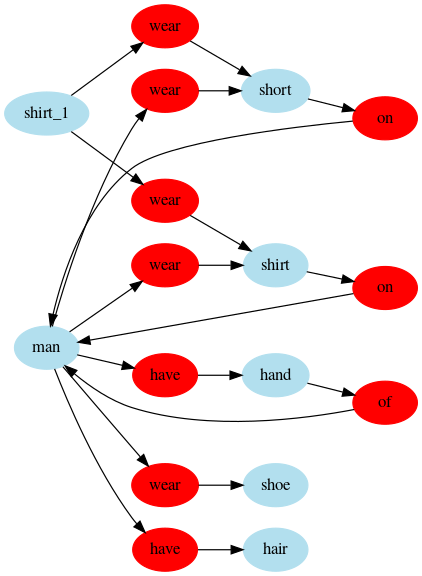 wear
wear
short
shirt_1
on
wear
wear
shirt
on
man
have
hand
of
wear
shoe
have
hair